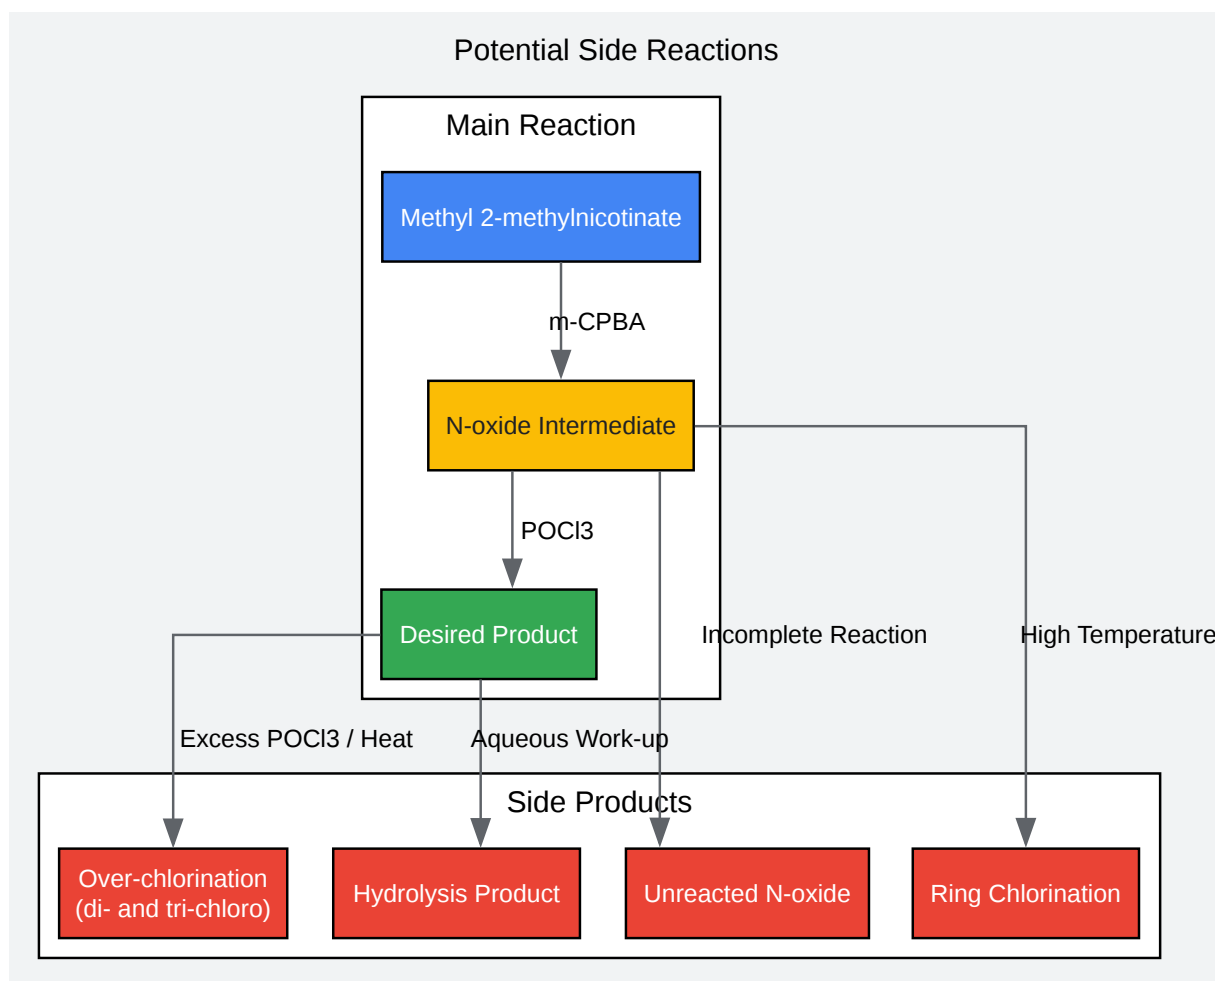 Potential Side Reactions
Main Reaction
Methyl 2-methylnicotinate
m-CPBA
N-oxide Intermediate
POCl3
Desired Product
Incomplete Reaction
High Temperature
Excess POCl3 / Heat
Aqueous Work-up
Side Products
Over-chlorination
(di- and tri-chloro)
Hydrolysis Product
Unreacted N-oxide
Ring Chlorination